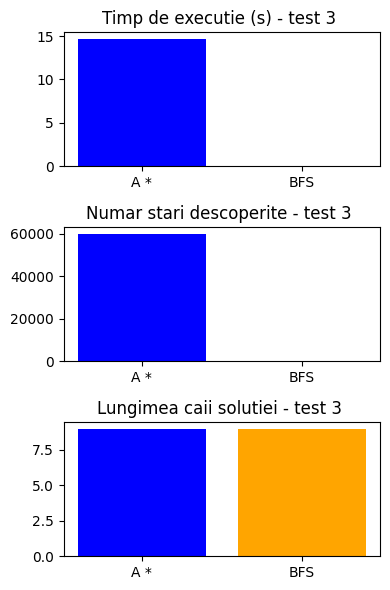 Timp de executie (s) - test 3
15
10
5
0
A *
BFS
Numar stari descoperite - test 3
60000
40000
20000
0
A *
BFS
Lungimea caii solutiei - test 3
7.5
5.0
2.5
0.0
A *
BFS